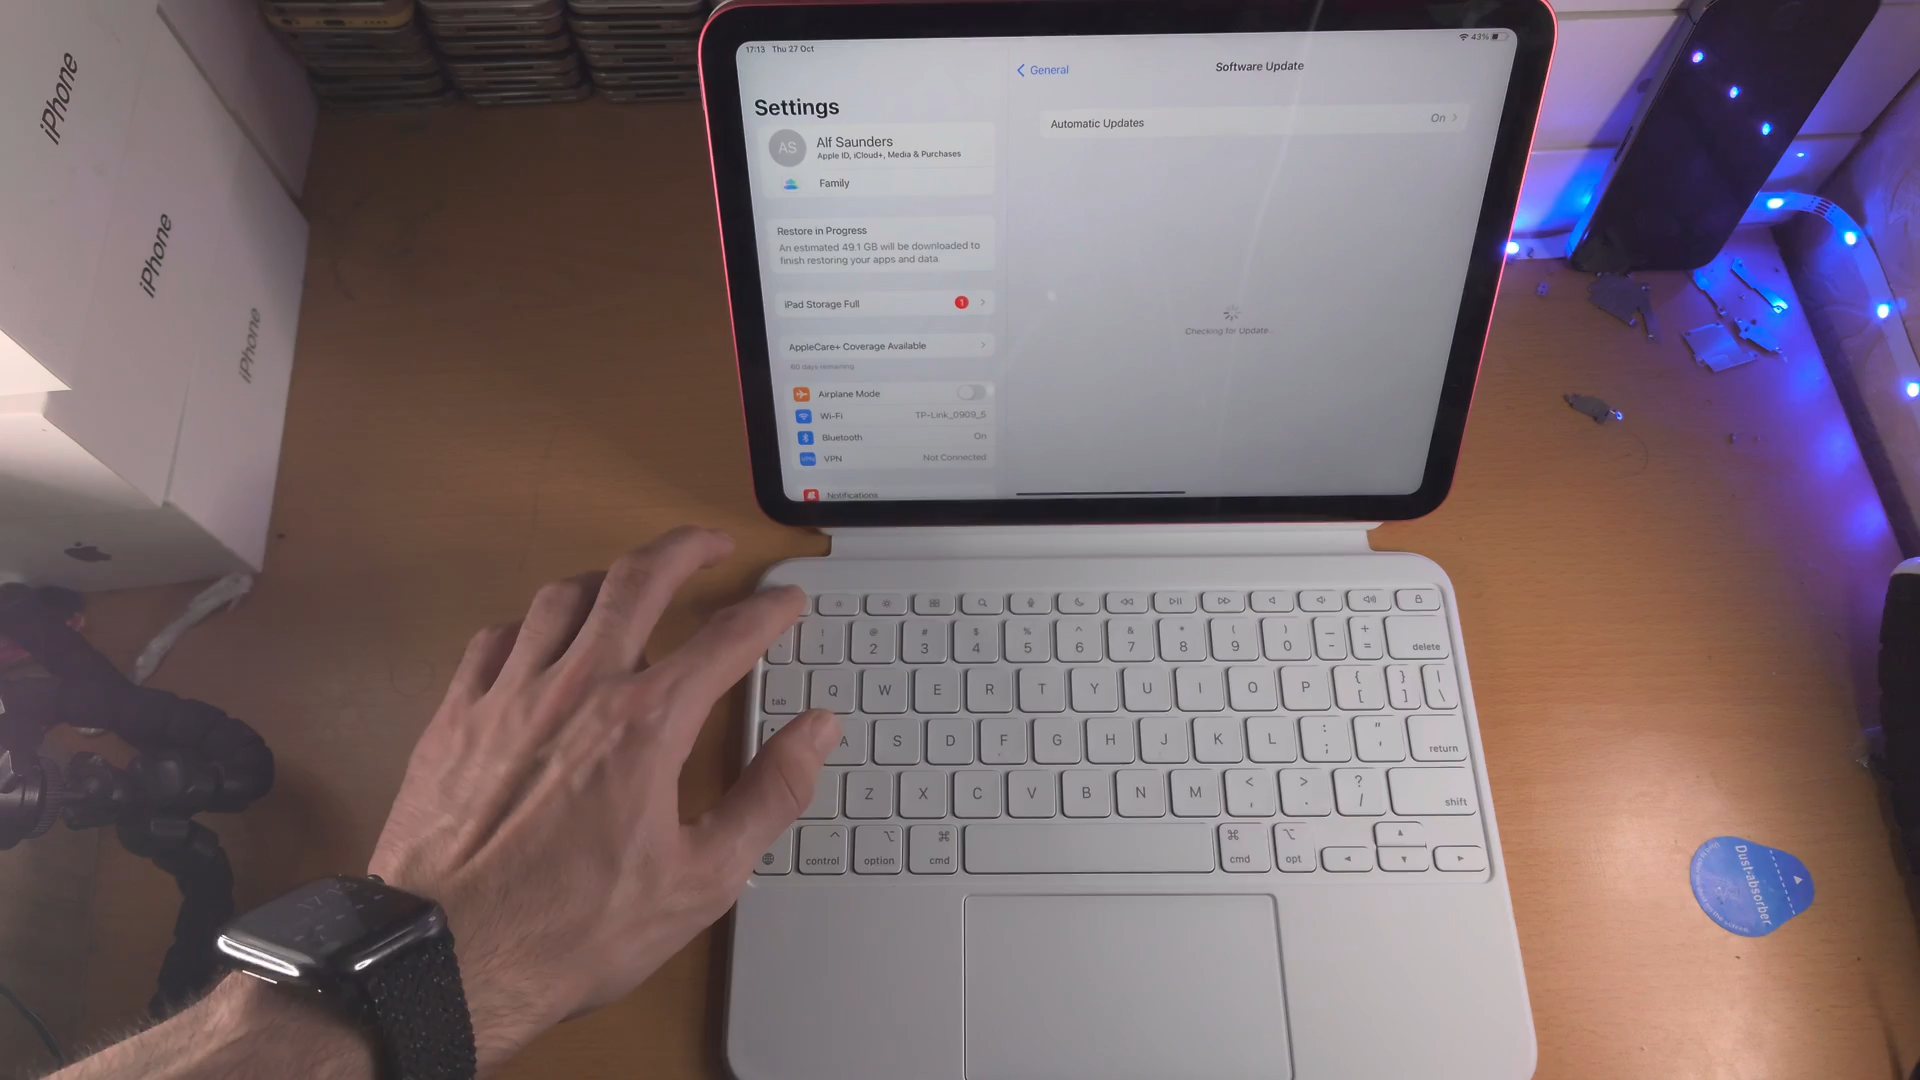 iPhone
iPhone
iPhone
17:13 Thu 27 Oct
43%
Settings
AS
Alf Saunders
Apple ID, iCloud+, Media & Purchases
Family
Restore in Progress
An estimated 49.1 GB will be downloaded to
finish restoring your apps and data.
iPad Storage Full
1
AppleCare+ Coverage Available
60 days remaining
Airplane Mode
Wi-Fi TP-Link_0909_5
Bluetooth On
VPN VPN Not Connected
Notifications
General
Software Update
Automatic Updates On
Checking for Update...
! @ # $ % ^ & * ( ) _ +
` 1 2 3 4 5 6 7 8 9 0 - = delete
tab Q W E R T Y U I O P { [ } ] | \
A S D F G H J K L : ; " ' return
Z X C V B N M < , > . ? / shift
control option cmd cmd opt
Dust-absorber